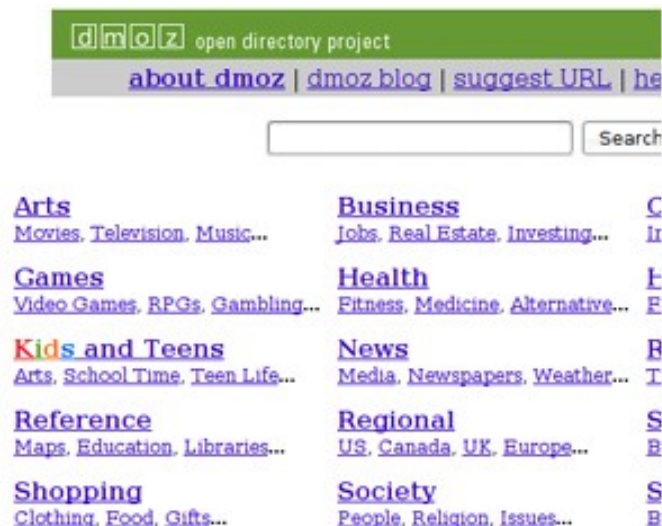 dmoz open directory project
about dmoz | dmoz blog | suggest URL | he
Search
Arts
Movies, Television, Music...
Business
Jobs, Real Estate, Investing...
Games
Video Games, RPGs, Gambling...
Health
Fitness, Medicine, Alternative...
Kids and Teens
Arts, School Time, Teen Life...
News
Media, Newspapers, Weather...
Reference
Maps, Education, Libraries...
Regional
US, Canada, UK, Europe...
Shopping
Clothing, Food, Gifts...
Society
People, Religion, Issues...